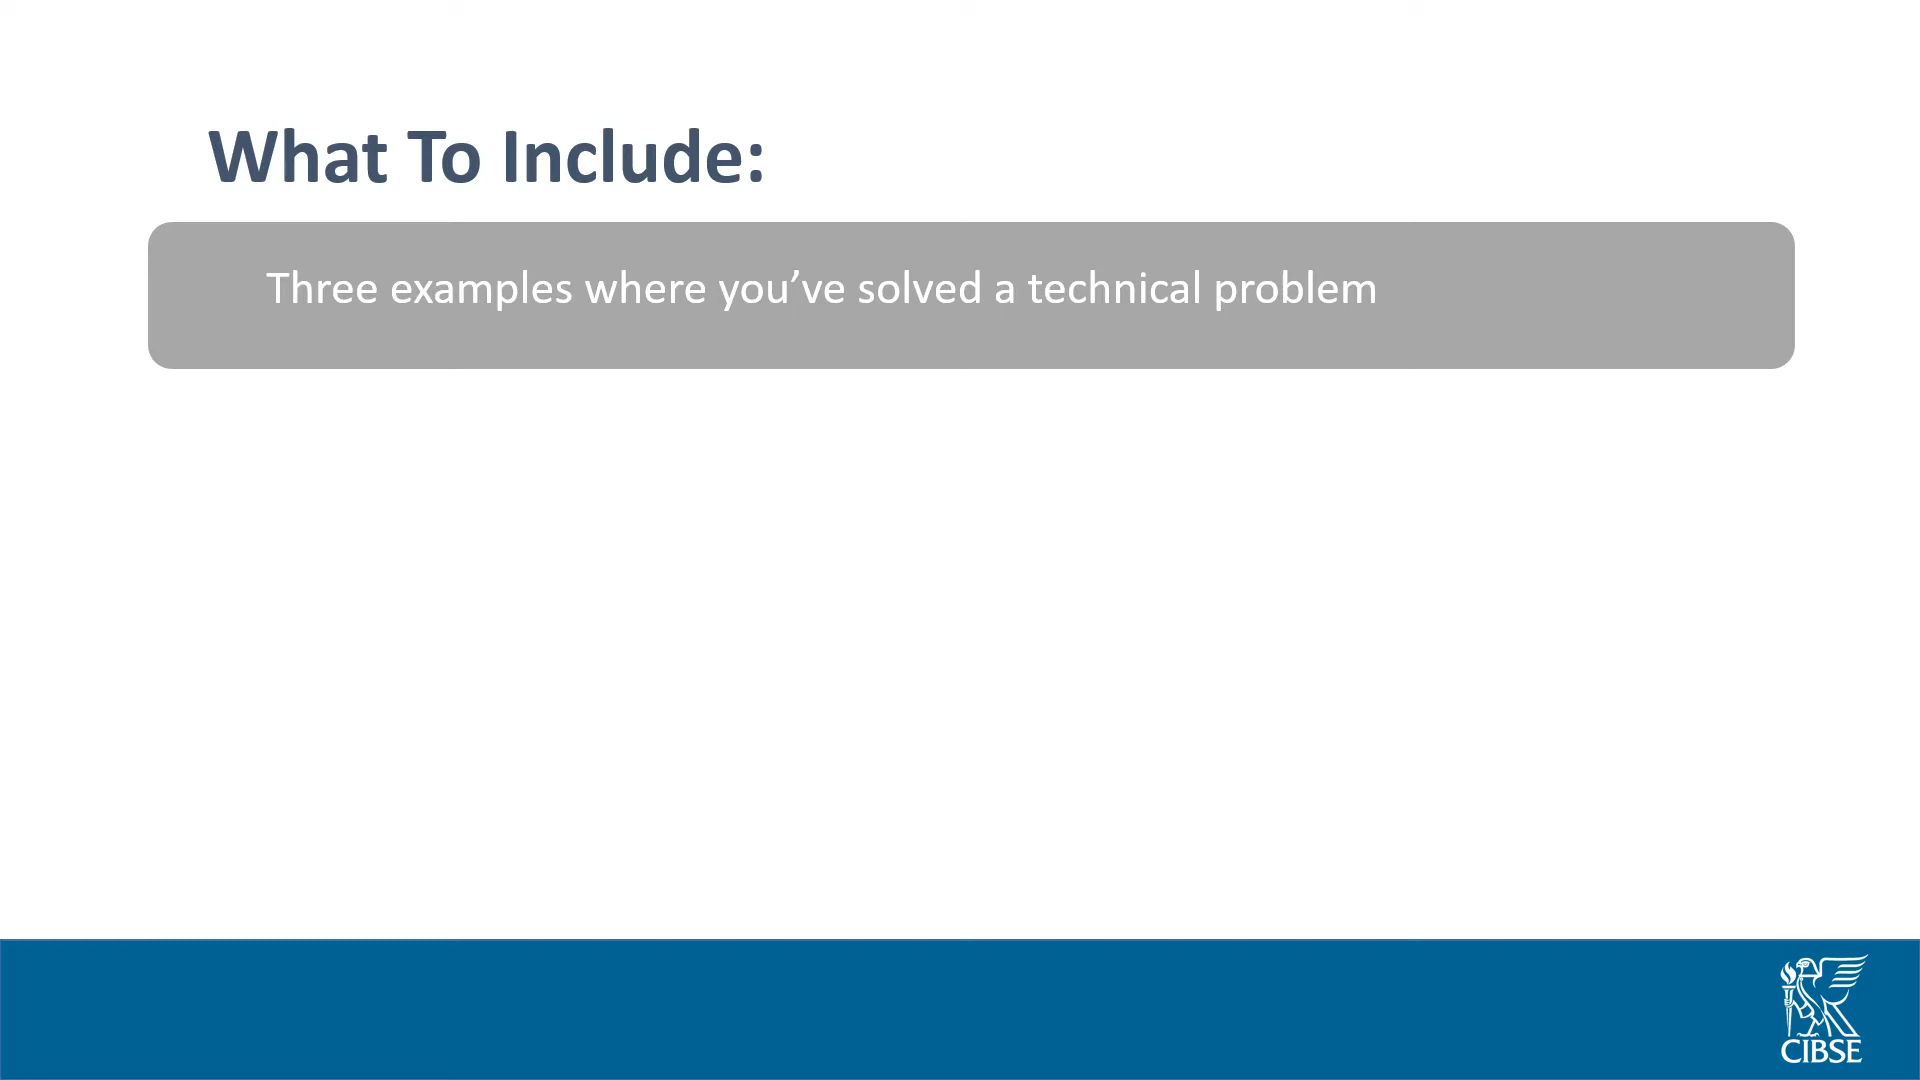 What To Include:
Three examples where you’ve solved a technical problem
CIBSE